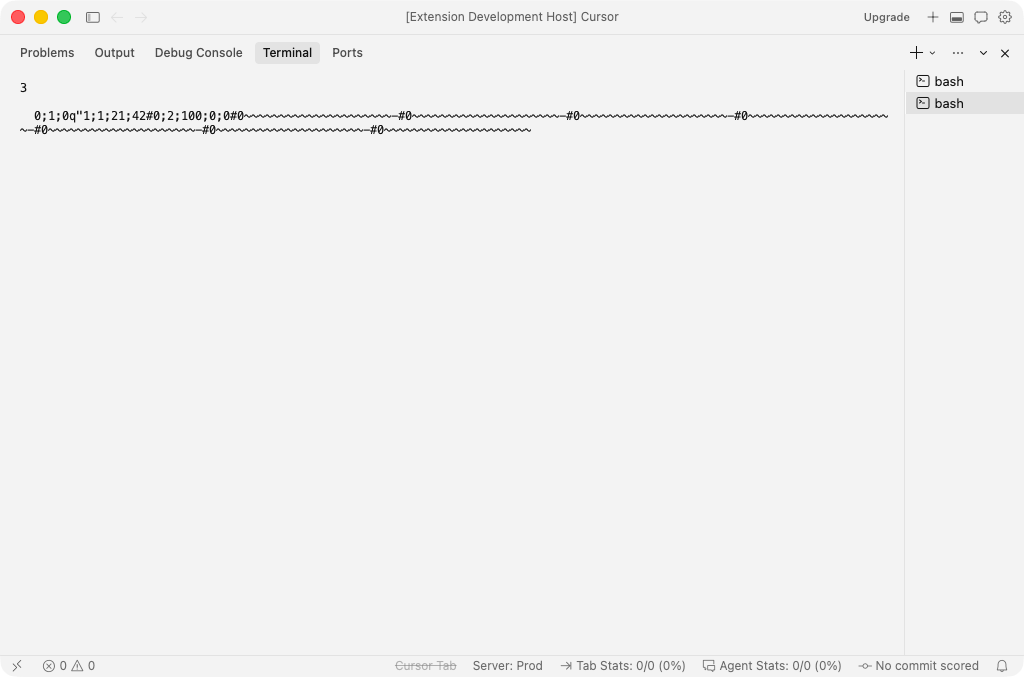 [Extension Development Host] Cursor
Upgrade
Problems Output Debug Console Terminal Ports
3
bash
bash
0;1;0q"1;1;21;42#0;2;100;0;0#0~~~~~~~~~~~~~~~~~~~~~-#0~~~~~~~~~~~~~~~~~~~~~-#0~~~~~~~~~~~~~~~~~~~~~-#0~~~~~~~~~~~~~~~~~~~~
~-#0~~~~~~~~~~~~~~~~~~~~~-#0~~~~~~~~~~~~~~~~~~~~~-#0~~~~~~~~~~~~~~~~~~~~~
0 0 Cursor Tab Server: Prod Tab Stats: 0/0 (0%) Agent Stats: 0/0 (0%) No commit scored